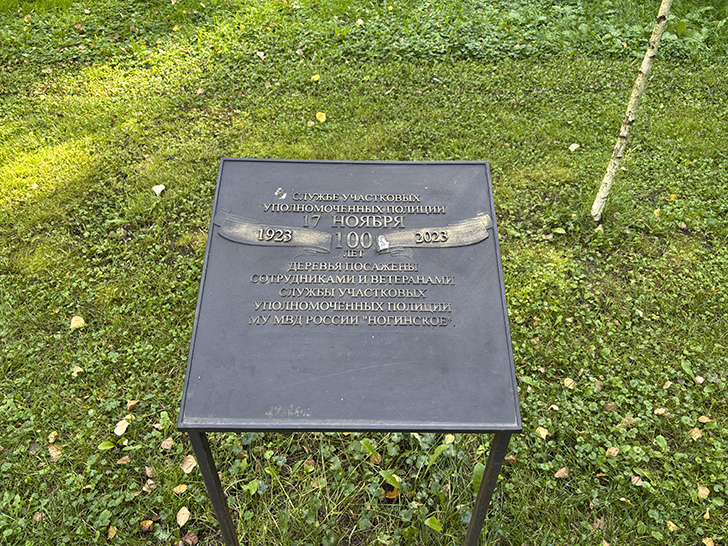 СЛУЖБЕ УЧАСТКОВЫХ
УПОЛНОМОЧЕННЫХ ПОЛИЦИИ
17 НОЯБРЯ
1923 100 2023
ЛЕТ
ДЕРЕВЬЯ ПОСАЖЕНЫ
СОТРУДНИКАМИ И ВЕТЕРАНАМИ
СЛУЖБЫ УЧАСТКОВЫХ
УПОЛНОМОЧЕННЫХ ПОЛИЦИИ
МУ МВД РОССИИ "НОГИНСКОЕ".